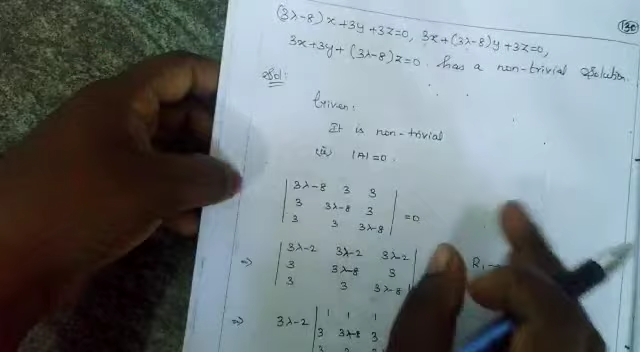 (130)
(3λ-8)x+3y+3z=0, 3x+(3λ-8)y+3z=0,
3x+3y+(3λ-8)z=0. has a non-trivial solution.
Sol:
Given:
It is non-trivial
(i.e) |A|=0.
| 3λ-8 3 3 |
| 3 3λ-8 3 | =0
| 3 3 3λ-8 |
⇒ | 3λ-2 3λ-2 3λ-2 |
| 3 3λ-8 3 | R₁→
| 3 3 3λ-8 |
⇒ 3λ-2 | 1 1 1
| 3 3λ-8 3